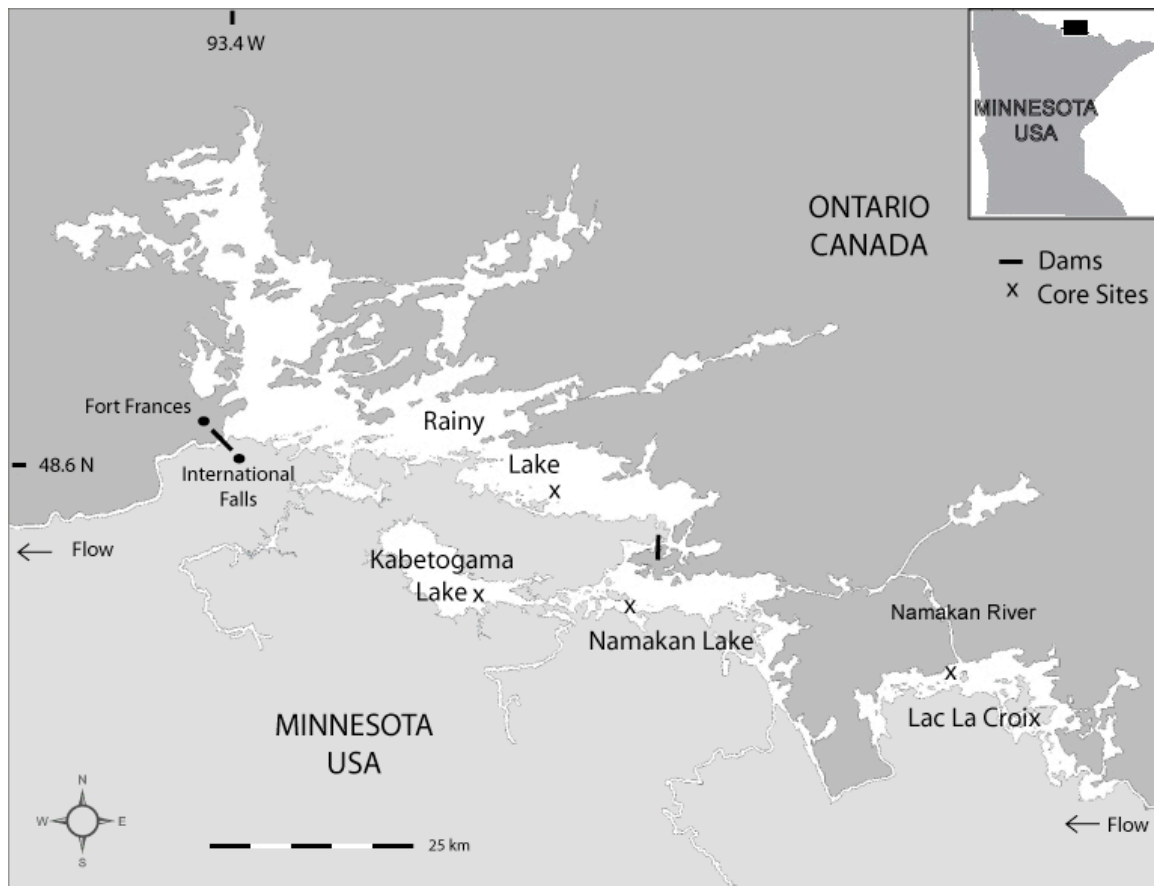 93.4 W
MINNESOTA
USA
ONTARIO
CANADA
Dams
x Core Sites
Fort Frances
Rainy
48.6 N
International
Falls
Lake
x
Flow
Kabetogama
Lake x
x
Namakan Lake
Namakan River
x
Lac La Croix
MINNESOTA
USA
N
W E
S
25 km
Flow